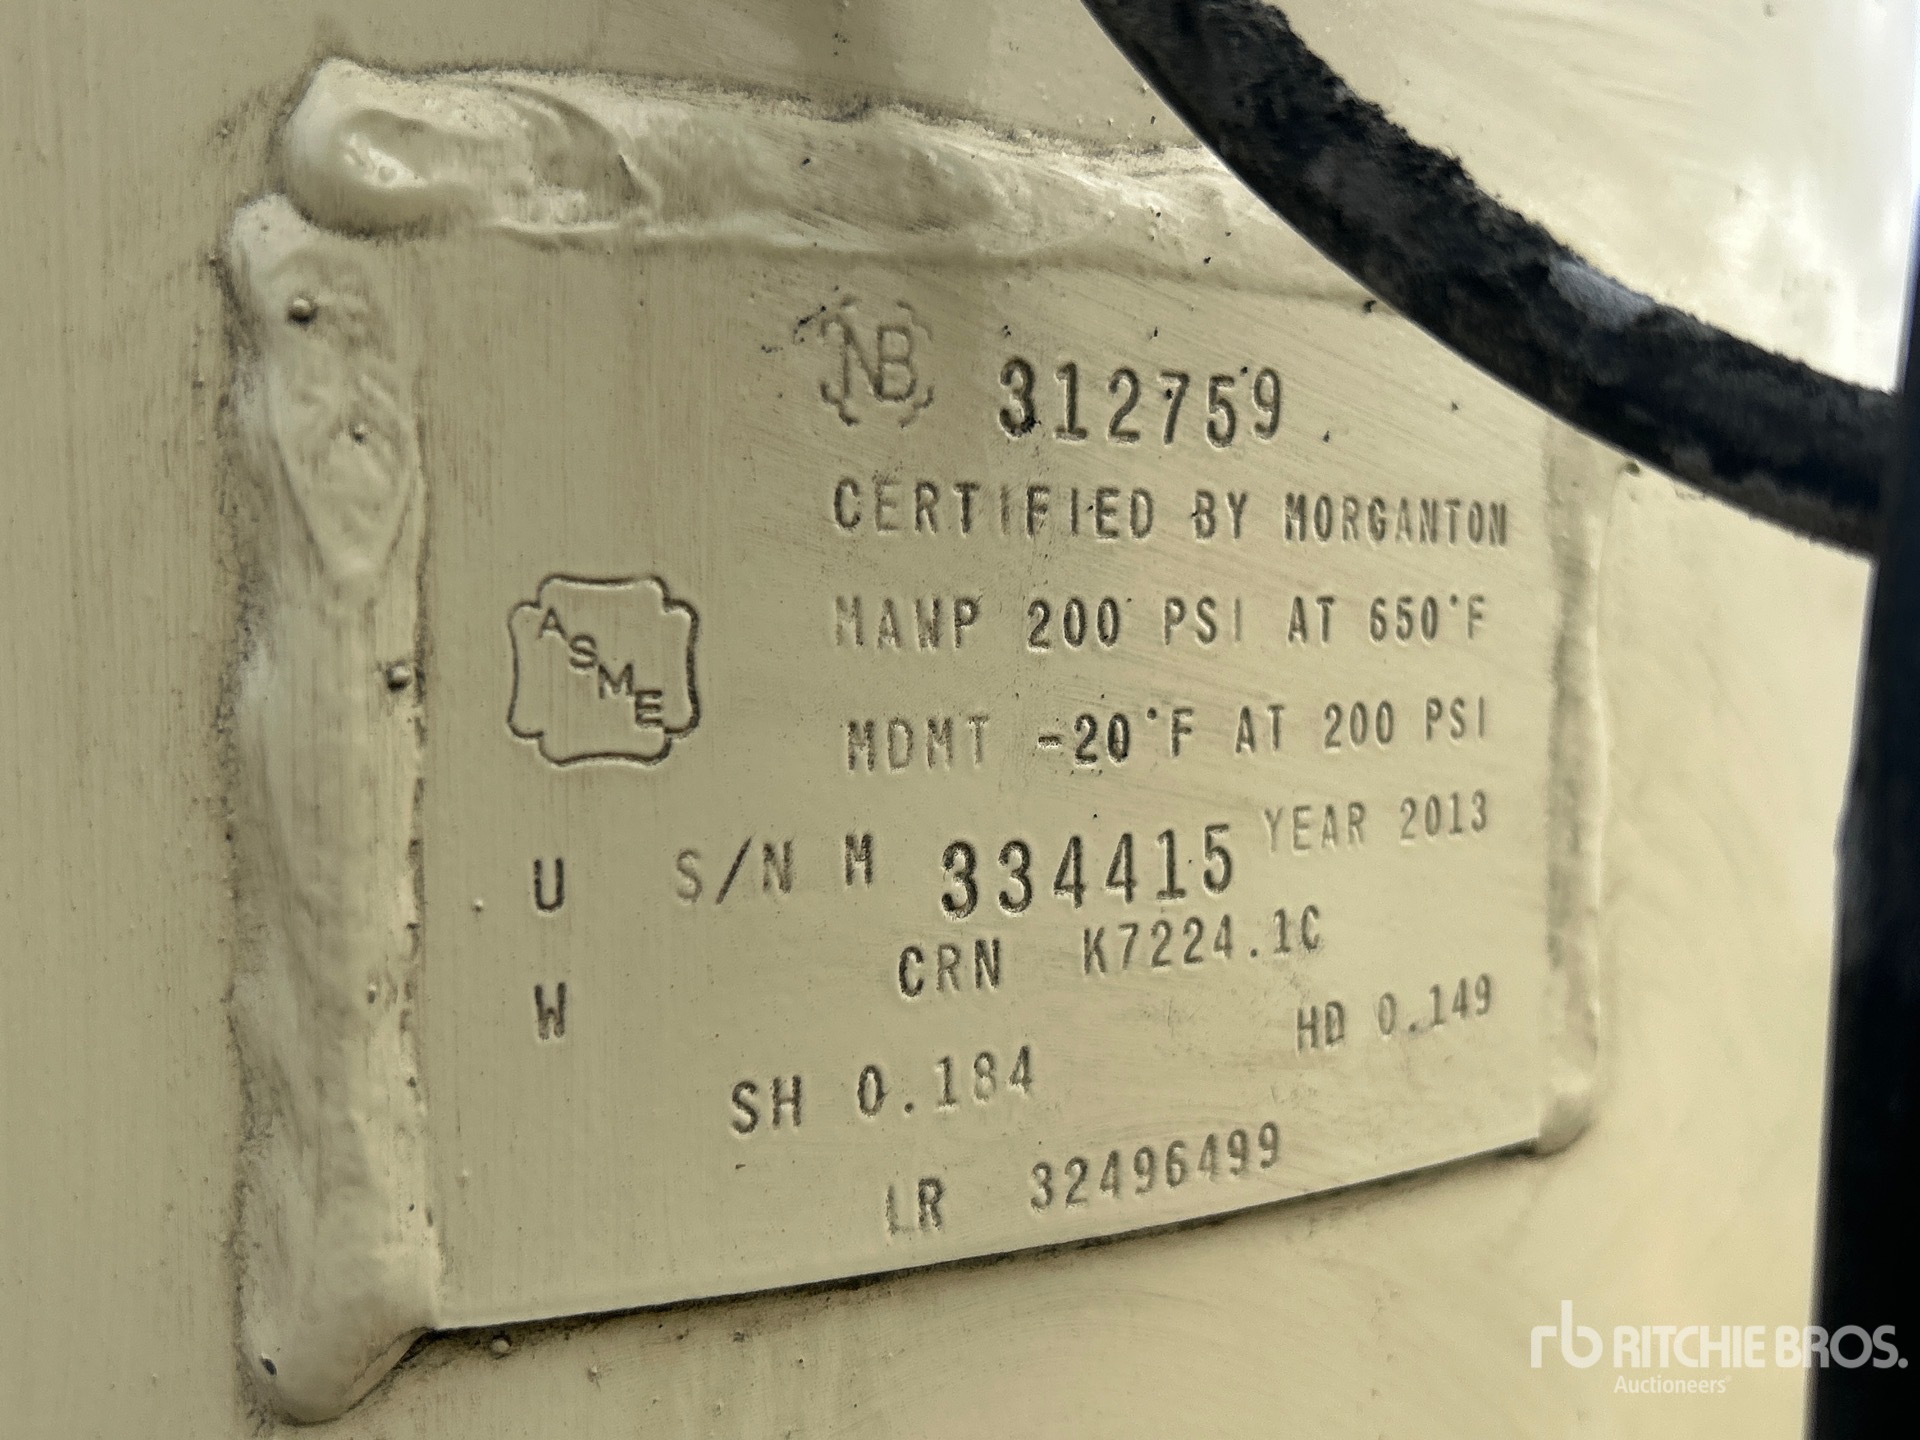 NB 312759
CERTIFIED BY MORGANTON
MAWP 200 PSI AT 650°F
ASME
MDMT -20°F AT 200 PSI
U S/N M 334415 YEAR 2013
CRN K7224.1C
W
SH 0.184 HD 0.149
LR 32496499
rb RITCHIE BROS.
Auctioneers